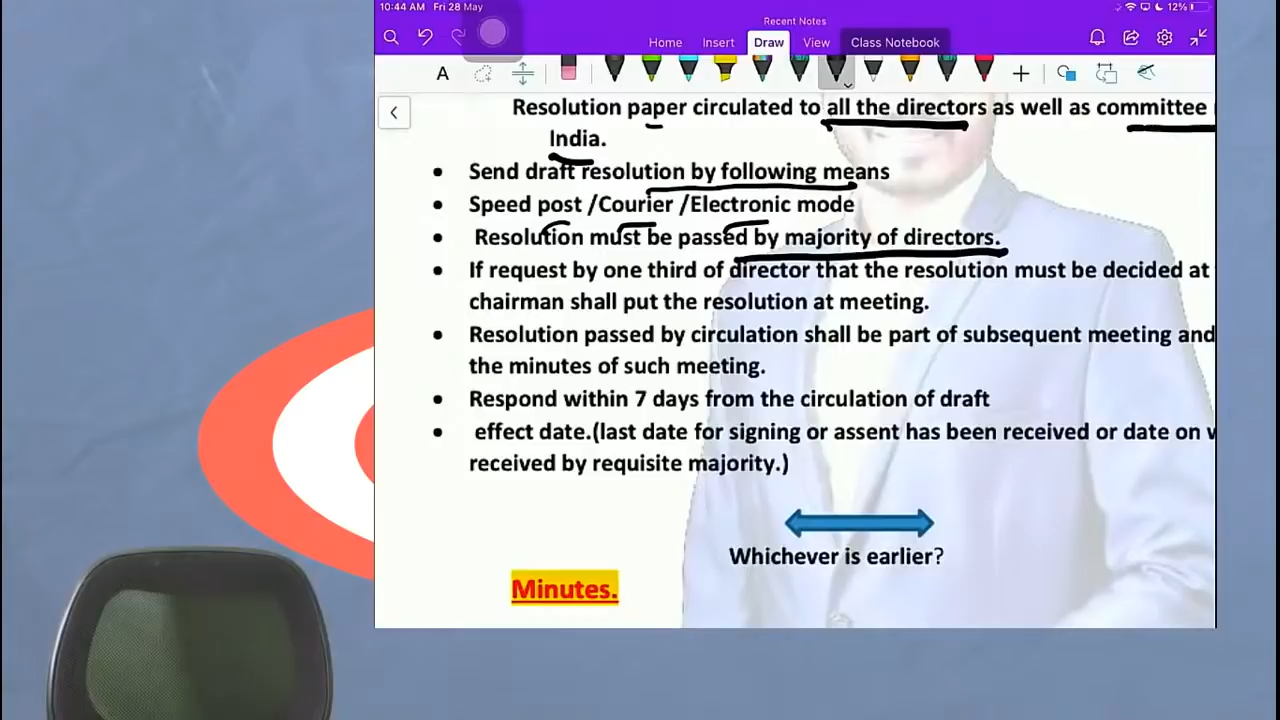 10:44 AM Fri 28 May
12%
Recent Notes
Home Insert Draw View Class Notebook
A
Resolution paper circulated to all the directors as well as committee
India.
• Send draft resolution by following means
• Speed post /Courier /Electronic mode
• Resolution must be passed by majority of directors.
• If request by one third of director that the resolution must be decided at
chairman shall put the resolution at meeting.
• Resolution passed by circulation shall be part of subsequent meeting and
the minutes of such meeting.
• Respond within 7 days from the circulation of draft
• effect date.(last date for signing or assent has been received or date on
received by requisite majority.)
Whichever is earlier?
Minutes.